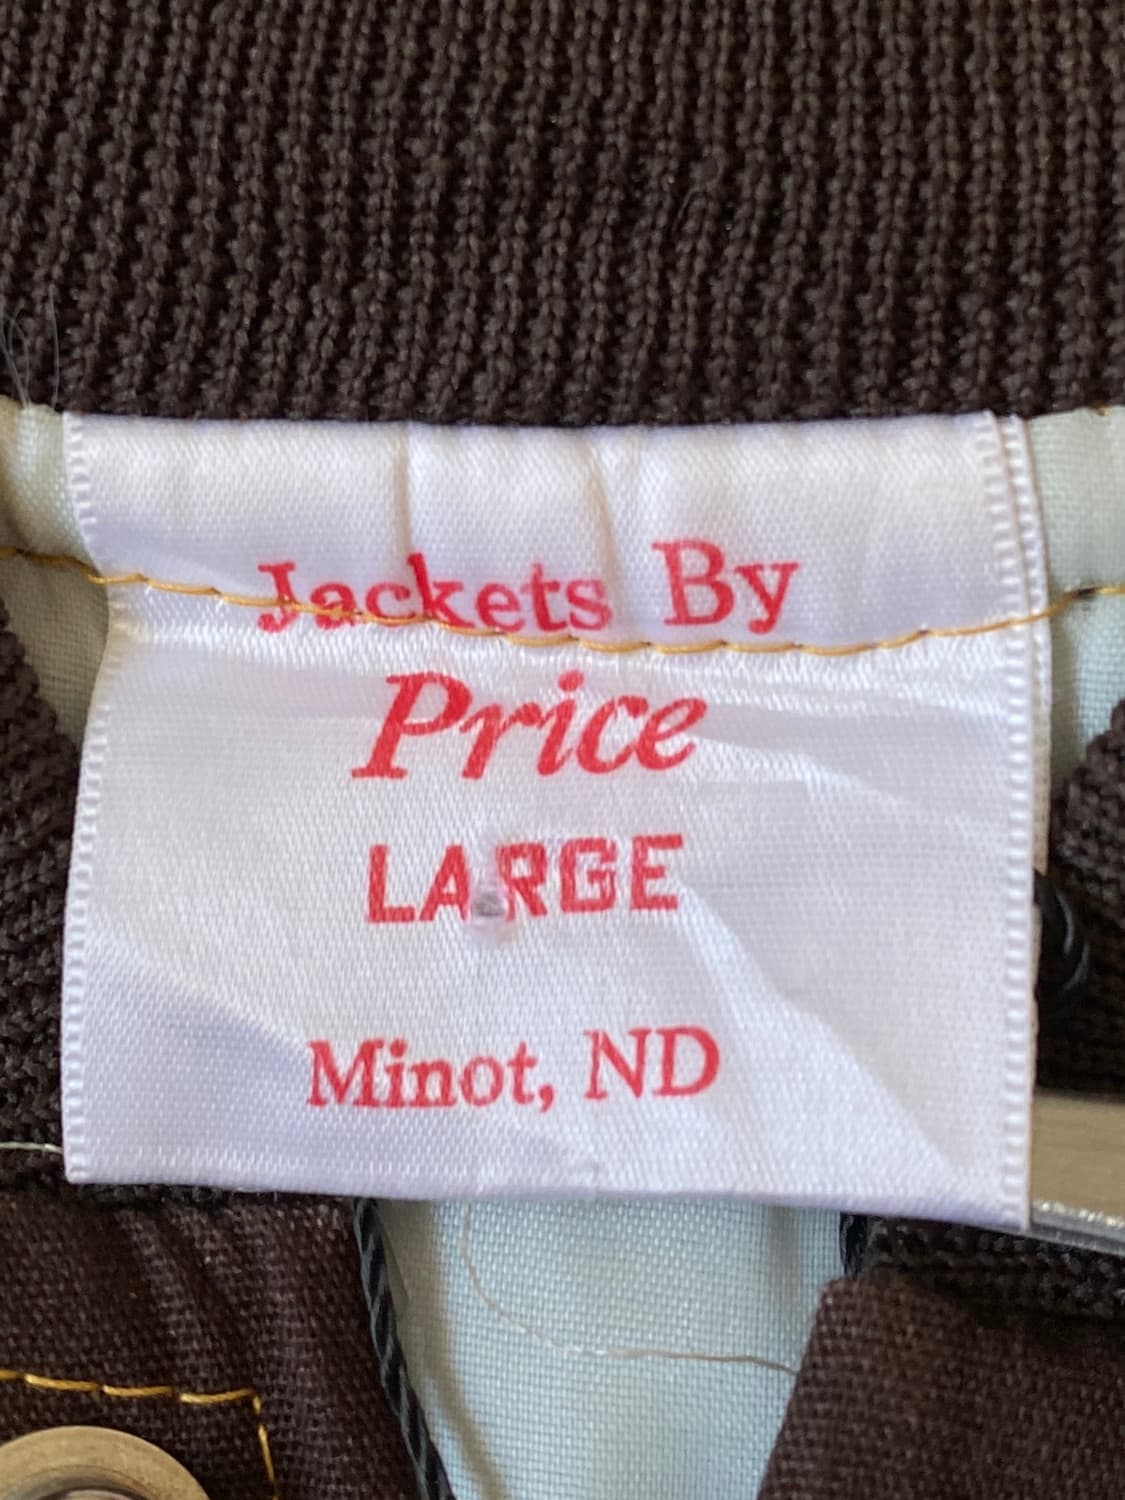 Jackets By
Price
LARGE
Minot, ND